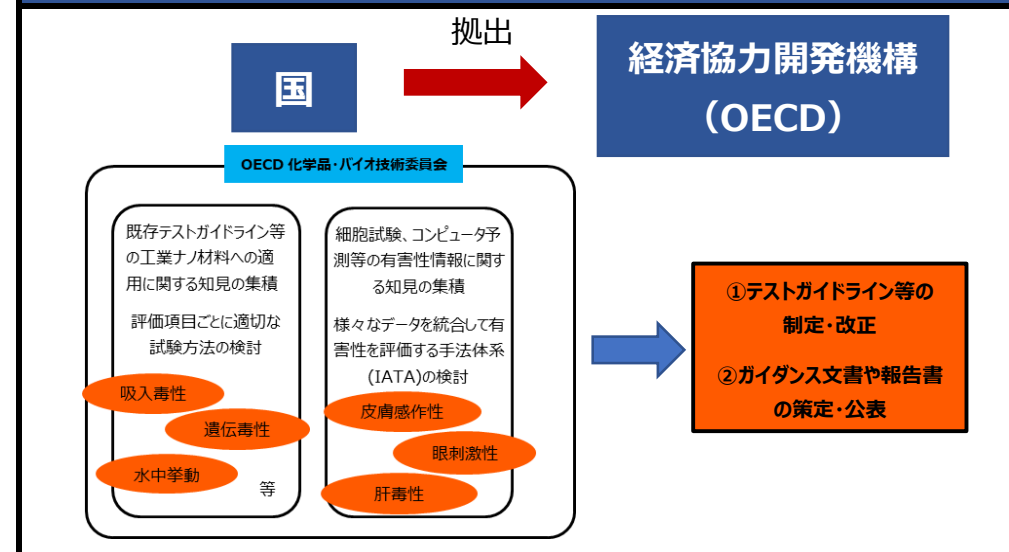 拠出
国
経済協力開発機構
（OECD）
OECD 化学品・バイオ技術委員会
既存テストガイドライン等
の工業ナノ材料への適
用に関する知見の集積
評価項目ごとに適切な
試験方法の検討
吸入毒性
遺伝毒性
水中挙動
等
細胞試験、コンピュータ予
測等の有害性情報に関す
る知見の集積
様々なデータを統合して有
害性を評価する手法体系
(IATA)の検討
皮膚感作性
眼刺激性
肝毒性
①テストガイドライン等の
制定・改正
②ガイダンス文書や報告書
の策定・公表